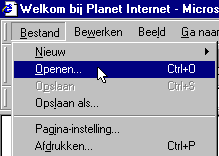 Welkom bij Planet Internet - Micros
Bestand Bewerken Beeld Ga naar
Nieuw
Openen... Ctrl+O
Opslaan Ctrl+S
Opslaan als...
Pagina-instelling...
Afdrukken... Ctrl+P